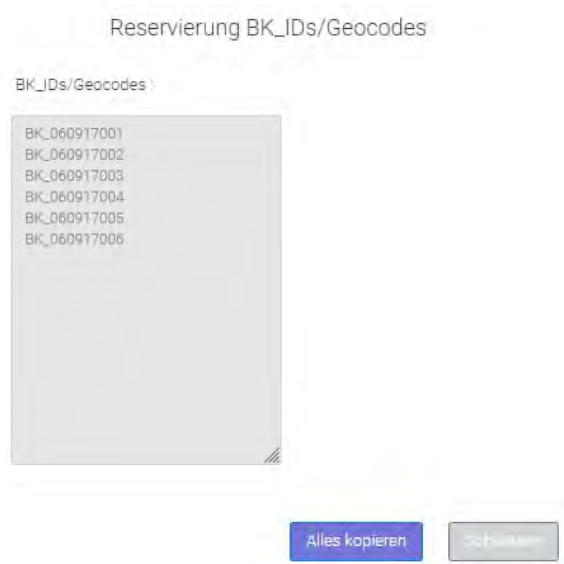 Reservierung BK_IDs/Geocodes
BK_IDs/Geocodes :
BK_060917001
BK_060917002
BK_060917003
BK_060917004
BK_060917005
BK_060917006
Alles kopieren